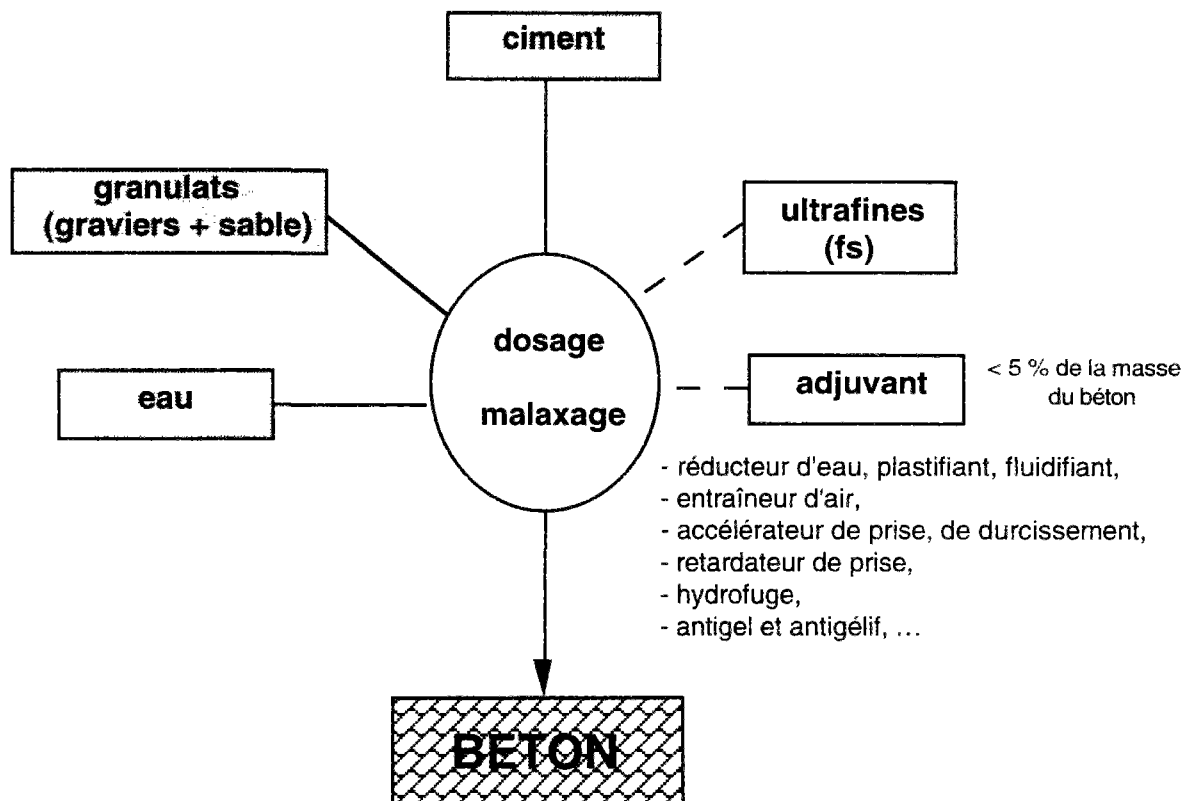 ciment
granulats
(graviers + sable)
ultrafines
(fs)
dosage
malaxage
eau
adjuvant
< 5 % de la masse
du béton
- réducteur d'eau, plastifiant, fluidifiant,
- entraîneur d'air,
- accélérateur de prise, de durcissement,
- retardateur de prise,
- hydrofuge,
- antigel et antigélif, ...
BETON